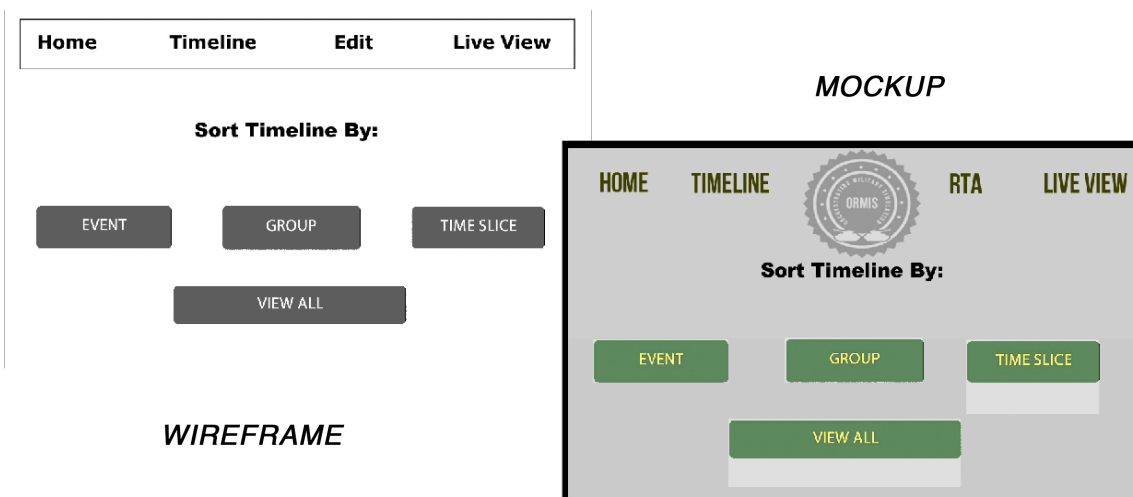 Home Timeline Edit Live View
Sort Timeline By:
EVENT GROUP TIME SLICE
VIEW ALL
WIREFRAME
MOCKUP
HOME TIMELINE ORMIS RTA LIVE VIEW
Sort Timeline By:
EVENT GROUP TIME SLICE
VIEW ALL